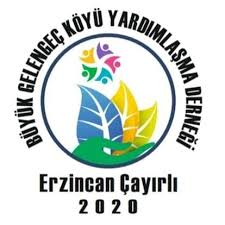 BÜYÜK GELENGEÇ KÖYÜ YARDIMLAŞMA DERNEĞİ
Erzincan Çayırlı
2020